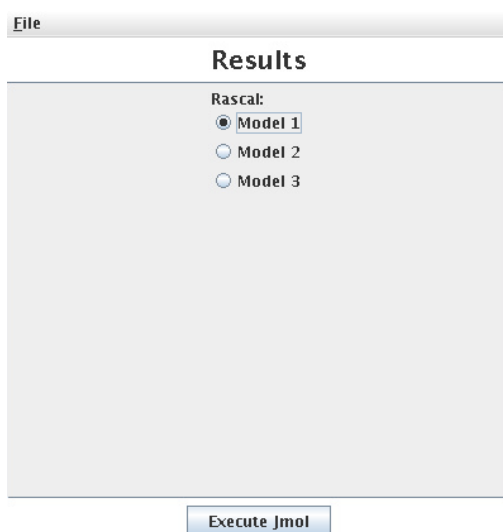 File
Results
Rascal:
Model 1
Model 2
Model 3
Execute Jmol